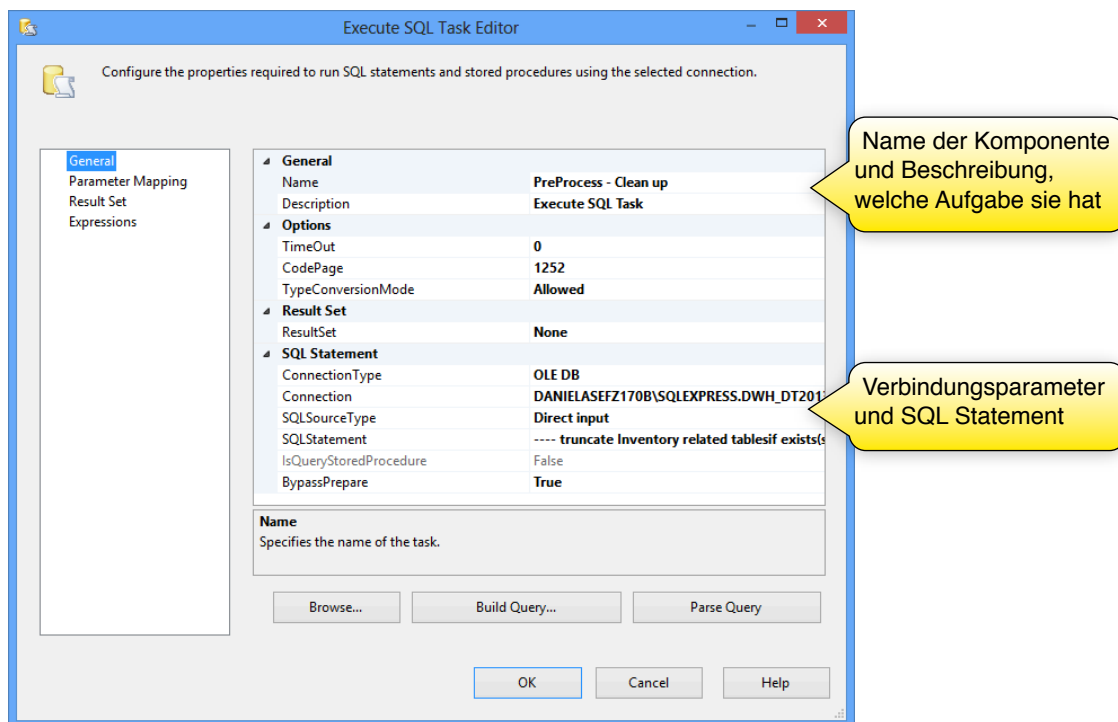 Execute SQL Task Editor
Configure the properties required to run SQL statements and stored procedures using the selected connection.
General
Parameter Mapping
Result Set
Expressions
General
Name PreProcess - Clean up
Description Execute SQL Task
Options
TimeOut 0
CodePage 1252
TypeConversionMode Allowed
Result Set
ResultSet None
SQL Statement
ConnectionType OLE DB
Connection DANIELASEFZ170B\SQLEXPRESS.DWH_DT201
SQLSourceType Direct input
SQLStatement ---- truncate Inventory related tablesif exists(s
IsQueryStoredProcedure False
BypassPrepare True
Name
Specifies the name of the task.
Browse... Build Query... Parse Query
OK Cancel Help
Name der Komponente
und Beschreibung,
welche Aufgabe sie hat
Verbindungsparameter
und SQL Statement